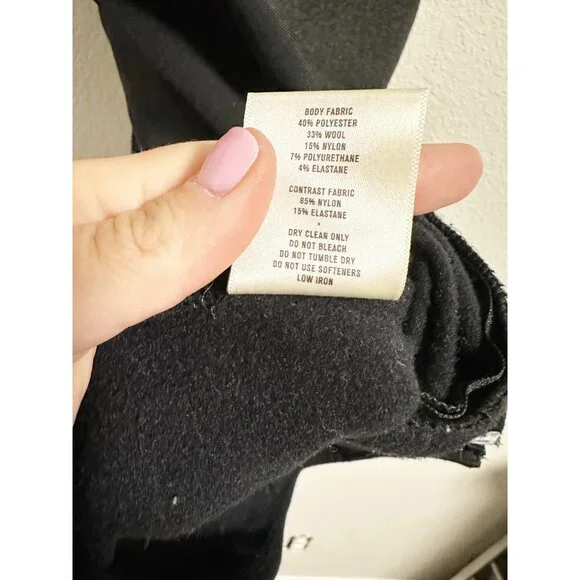 BODY FABRIC
40% POLYESTER
33% WOOL
16% NYLON
7% POLYURETHANE
4% ELASTANE
CONTRAST FABRIC
85% NYLON
15% ELASTANE
DRY CLEAN ONLY
DO NOT BLEACH
DO NOT TUMBLE DRY
DO NOT USE SOFTENERS
LOW IRON